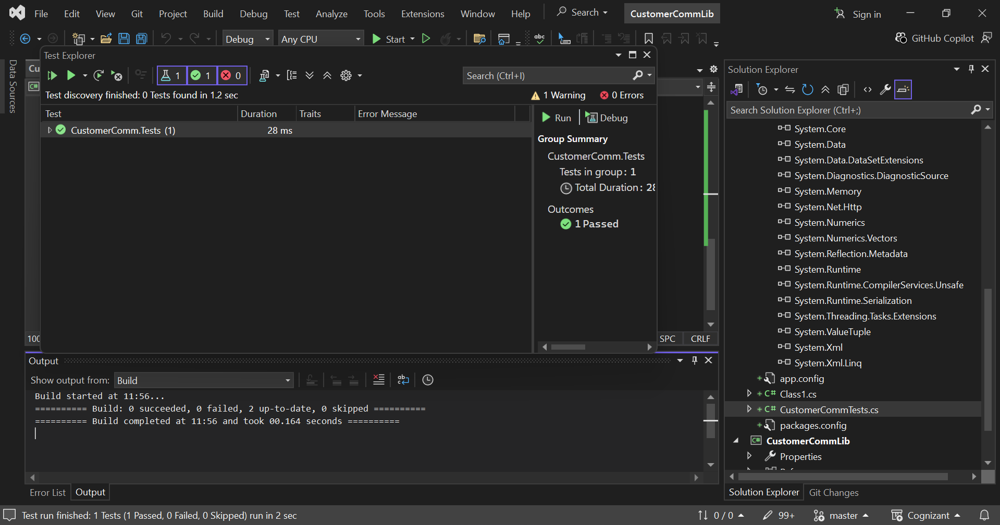 File Edit View Git Project Build Debug Test Analyze Tools Extensions Window Help Search CustomerCommLib Sign in
Debug Any CPU Start GitHub Copilot
Data Sources
Test Explorer
1 1 0 Search (Ctrl+I)
Test discovery finished: 0 Tests found in 1.2 sec 1 Warning 0 Errors
Test Duration Traits Error Message
CustomerComm.Tests (1) 28 ms
Run Debug
Group Summary
CustomerComm.Tests
Tests in group: 1
Total Duration: 28
Outcomes
1 Passed
SPC CRLF
Output
Show output from: Build
Build started at 11:56...
========== Build: 0 succeeded, 0 failed, 2 up-to-date, 0 skipped ==========
========== Build completed at 11:56 and took 00.164 seconds ==========
Error List Output
Solution Explorer
Search Solution Explorer (Ctrl+;)
System.Core
System.Data
System.Data.DataSetExtensions
System.Diagnostics.DiagnosticSource
System.Memory
System.Net.Http
System.Numerics
System.Numerics.Vectors
System.Reflection.Metadata
System.Runtime
System.Runtime.CompilerServices.Unsafe
System.Runtime.Serialization
System.Threading.Tasks.Extensions
System.ValueTuple
System.Xml
System.Xml.Linq
app.config
C# Class1.cs
C# CustomerCommTests.cs
packages.config
C# CustomerCommLib
Properties
Solution Explorer Git Changes
Test run finished: 1 Tests (1 Passed, 0 Failed, 0 Skipped) run in 2 sec 0 / 0 99+ master Cognizant